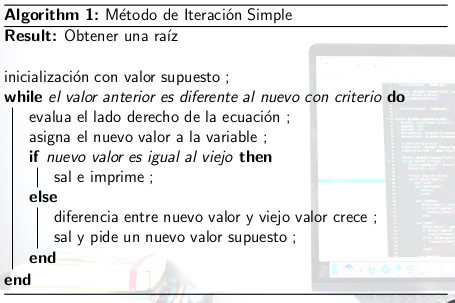 Algorithm 1: Método de Iteración Simple
Result: Obtener una raíz
inicialización con valor supuesto ;
while el valor anterior es diferente al nuevo con criterio do
evalua el lado derecho de la ecuación ;
asigna el nuevo valor a la variable ;
if nuevo valor es igual al viejo then
sal e imprime ;
else
diferencia entre nuevo valor y viejo valor crece ;
sal y pide un nuevo valor supuesto ;
end
end